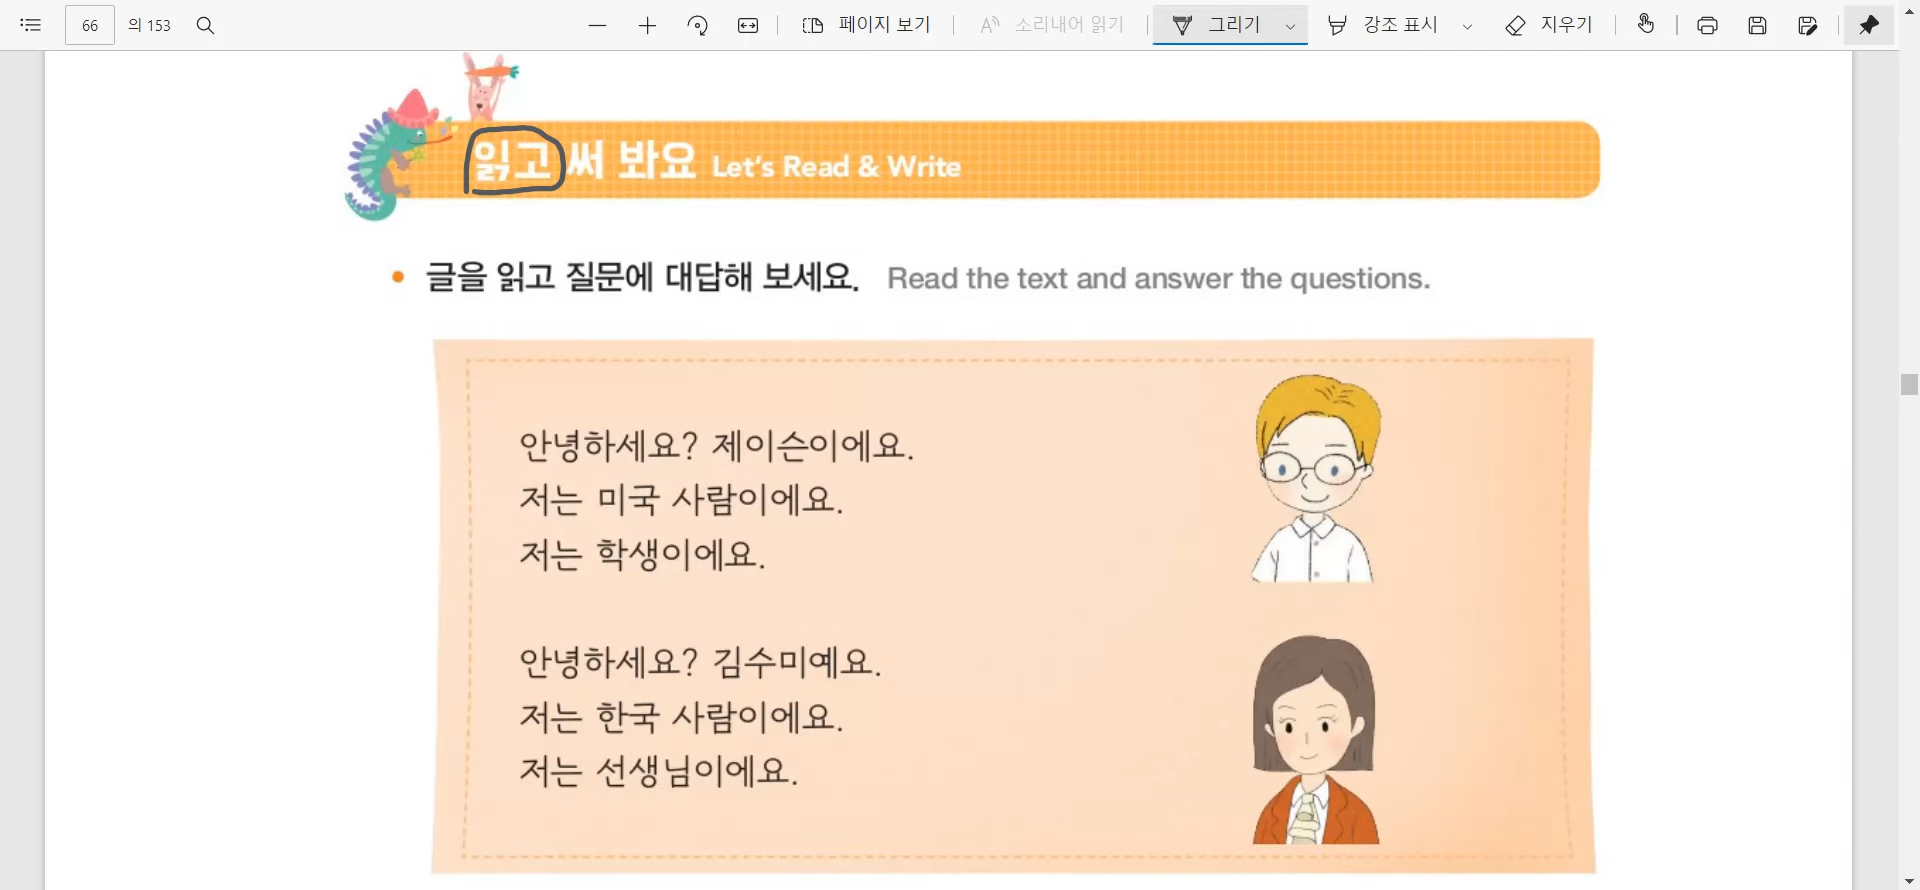 66 의 153 페이지 보기 소리내어 읽기 그리기 강조 표시 지우기
읽고 써 봐요 Let's Read & Write
• 글을 읽고 질문에 대답해 보세요. Read the text and answer the questions.
안녕하세요? 제이슨이에요.
저는 미국 사람이에요.
저는 학생이에요.
안녕하세요? 김수미예요.
저는 한국 사람이에요.
저는 선생님이에요.